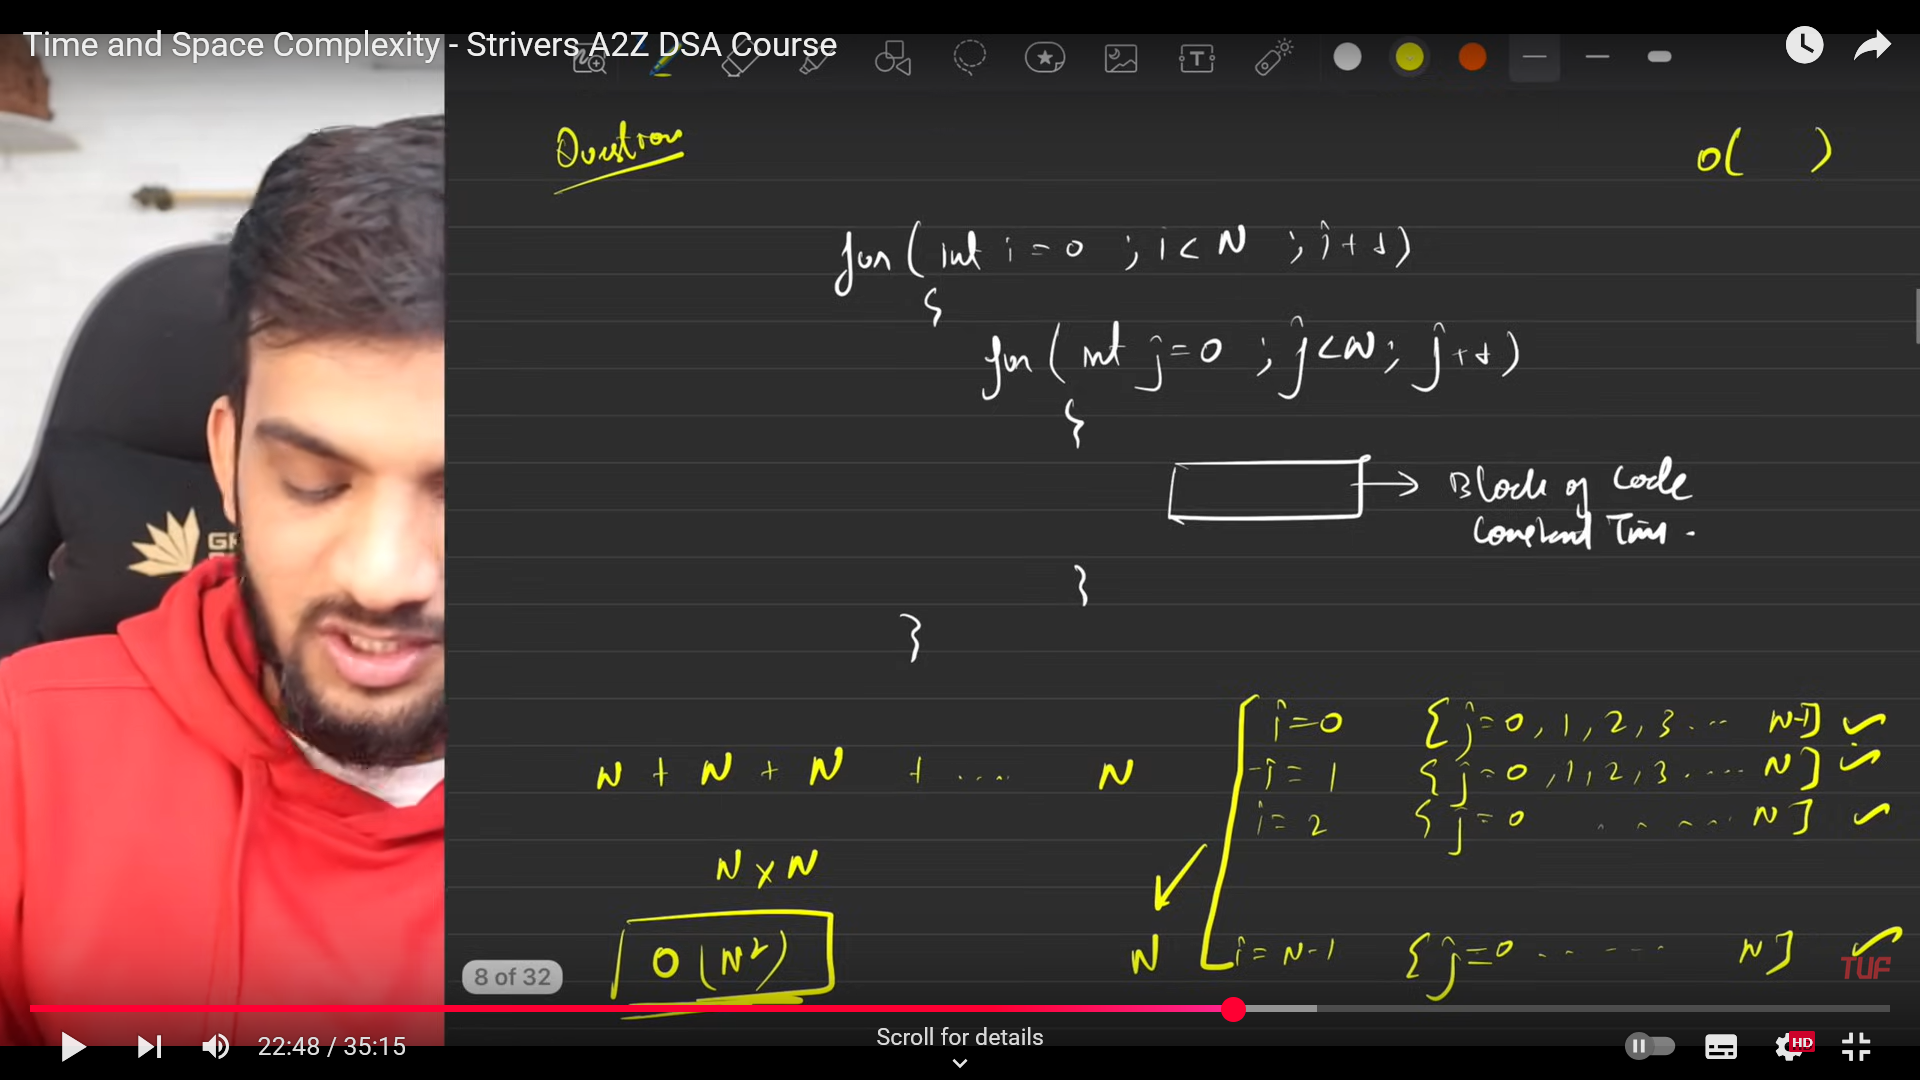 Time and Space Complexity - Strivers A2Z DSA Course
Question
O( )
for ( int i = 0 ; i < N ; i++)
{
for ( int j = 0 ; j < N ; j++)
{
Block of Code
Constant Time.
}
}
i = 0 { j = 0, 1, 2, 3 ... N-1]
i = 1 { j = 0, 1, 2, 3 .... N]
N + N + N + .... N
i = 2 { j = 0 ..... N]
N x N
O(N²)
N
i = N-1 { j = 0 ..... N]
TUF
8 of 32
22:48 / 35:15
Scroll for details
HD